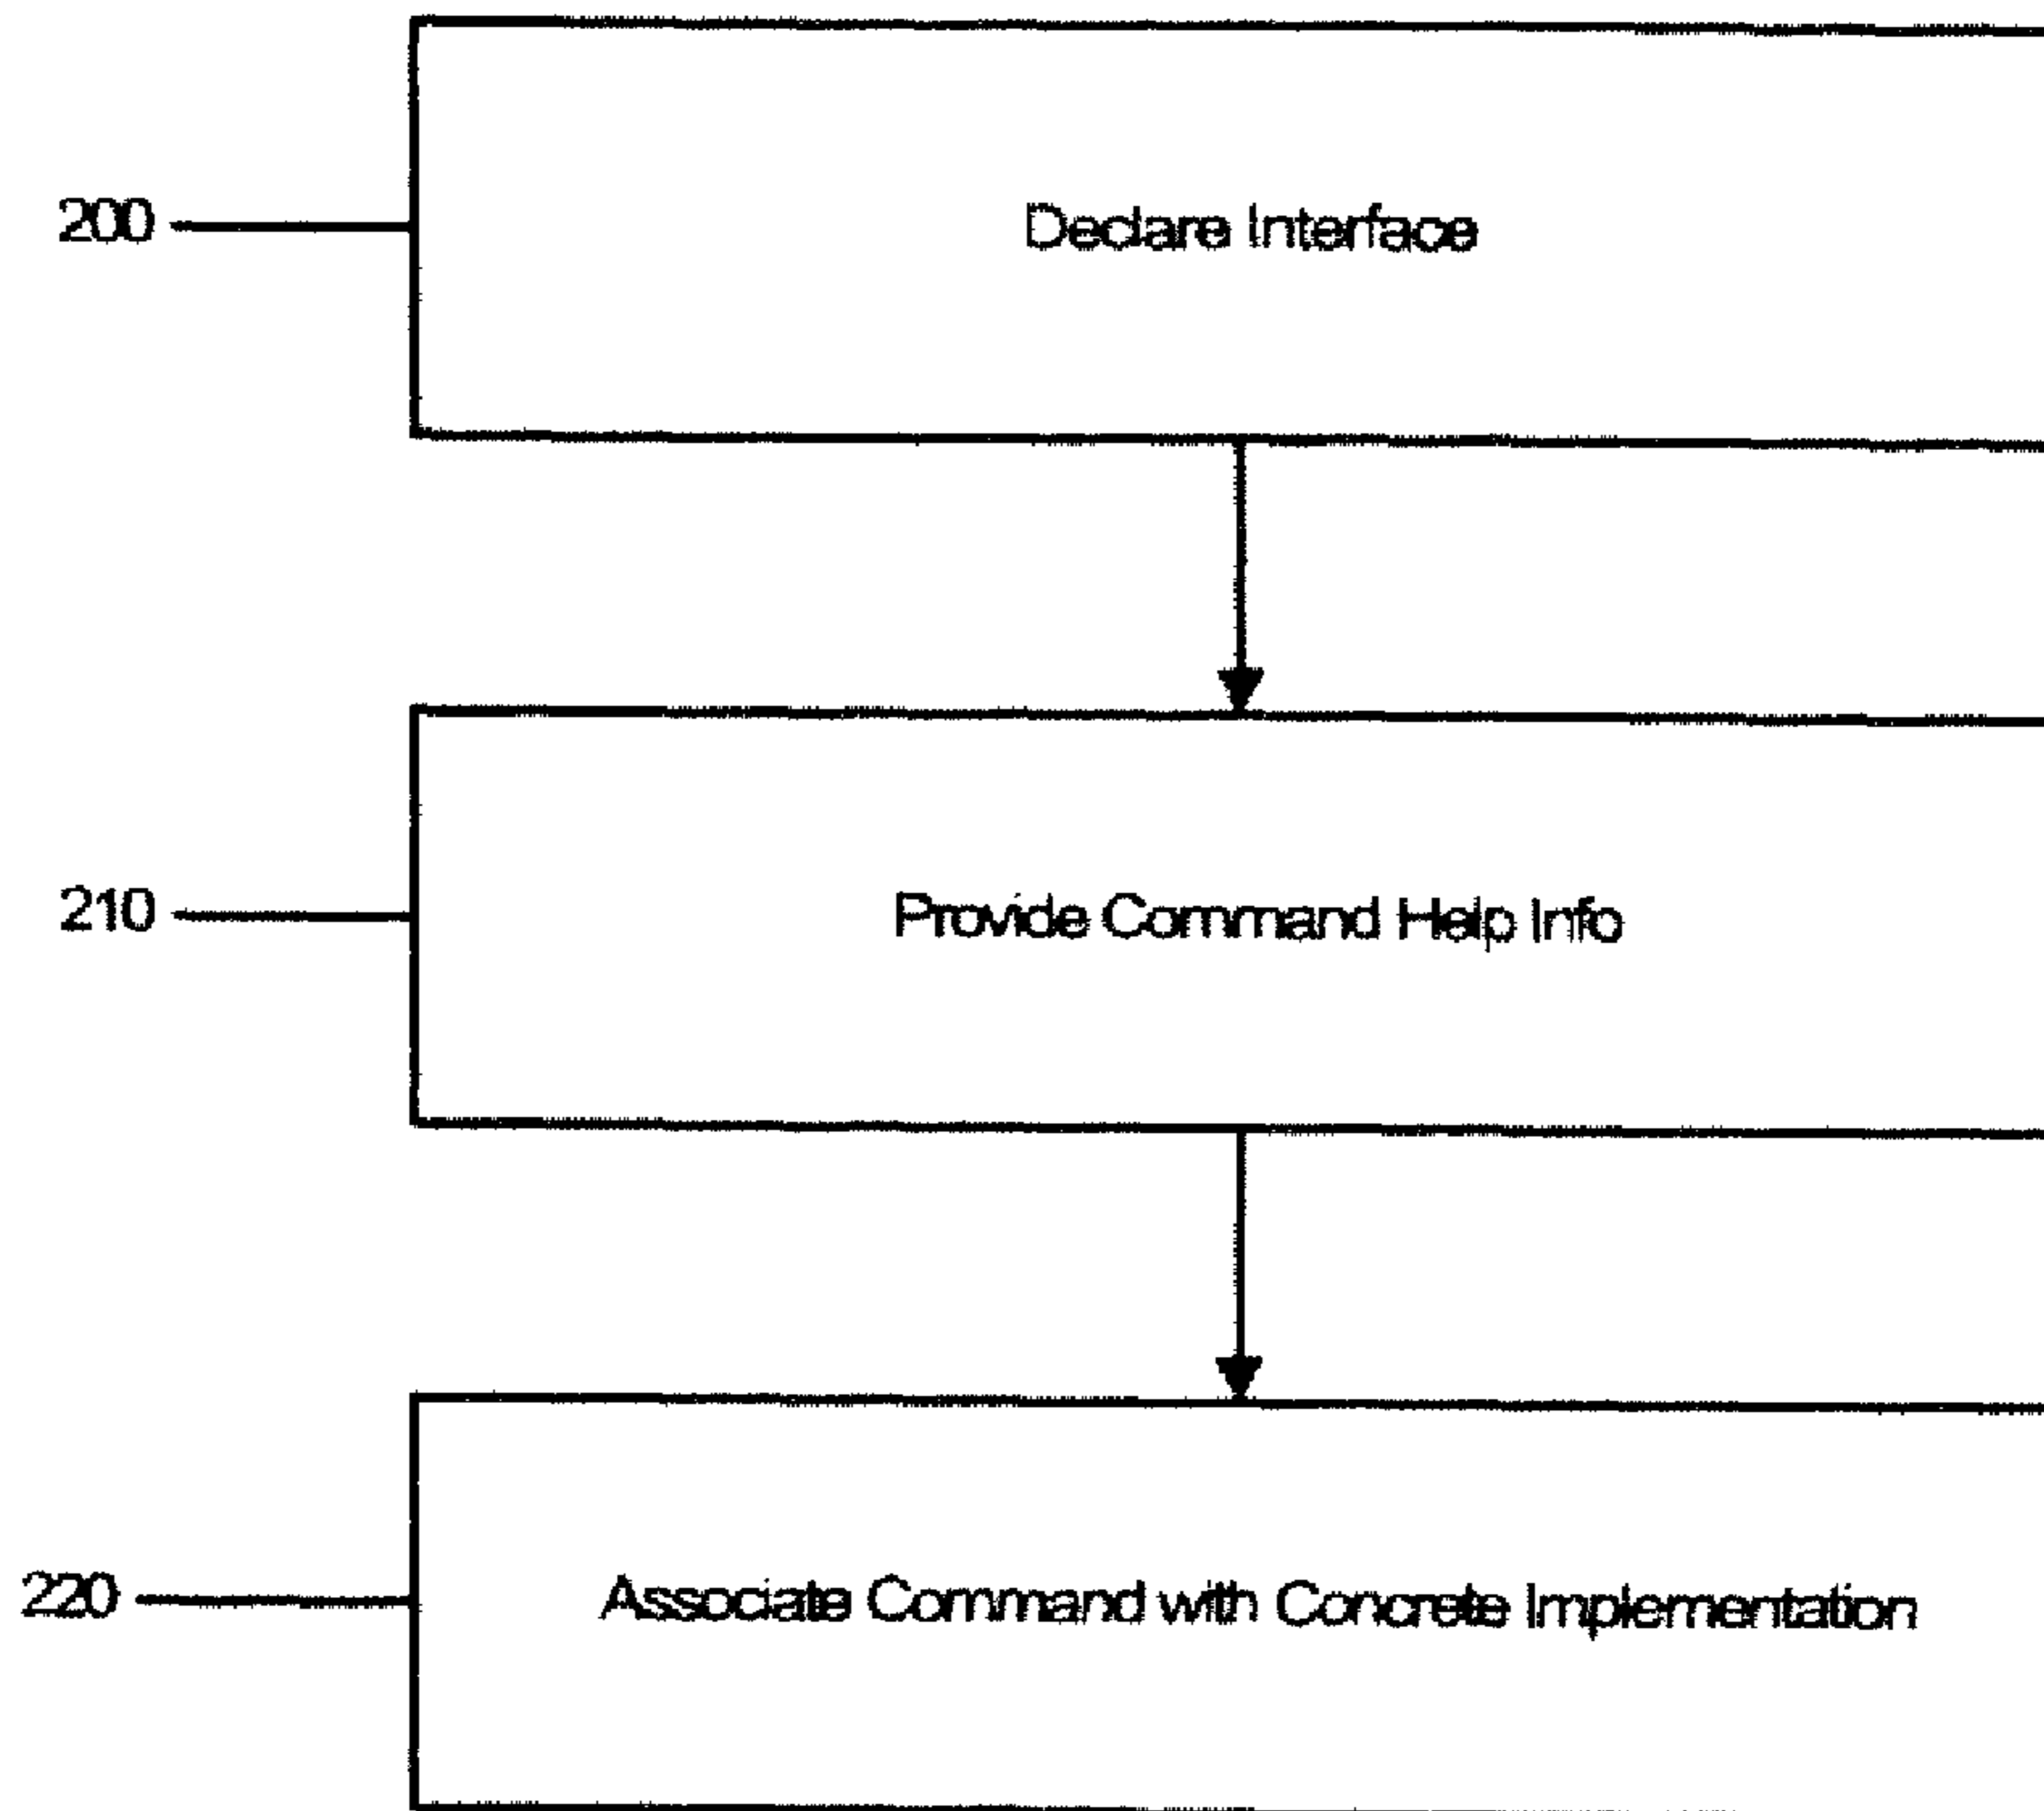 200
Declare Interface
210
Provide Command Help Info
220
Associate Command with Concrete Implementation